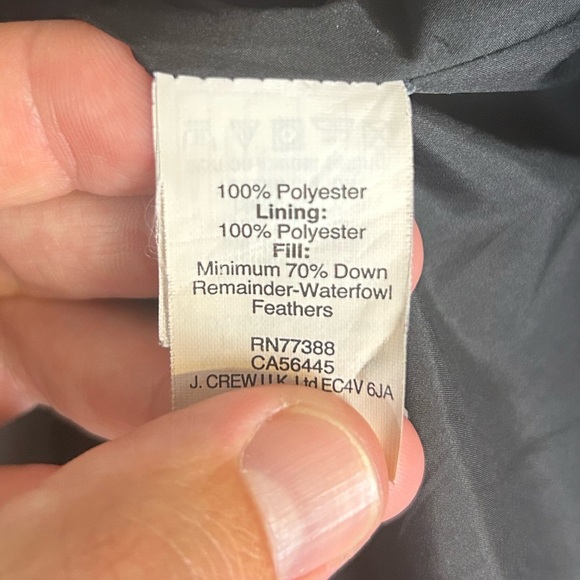 100% Polyester
Lining:
100% Polyester
Fill:
Minimum 70% Down
Remainder-Waterfowl
Feathers
RN77388
CA56445
J. CREW U.K. Ltd EC4V 6JA